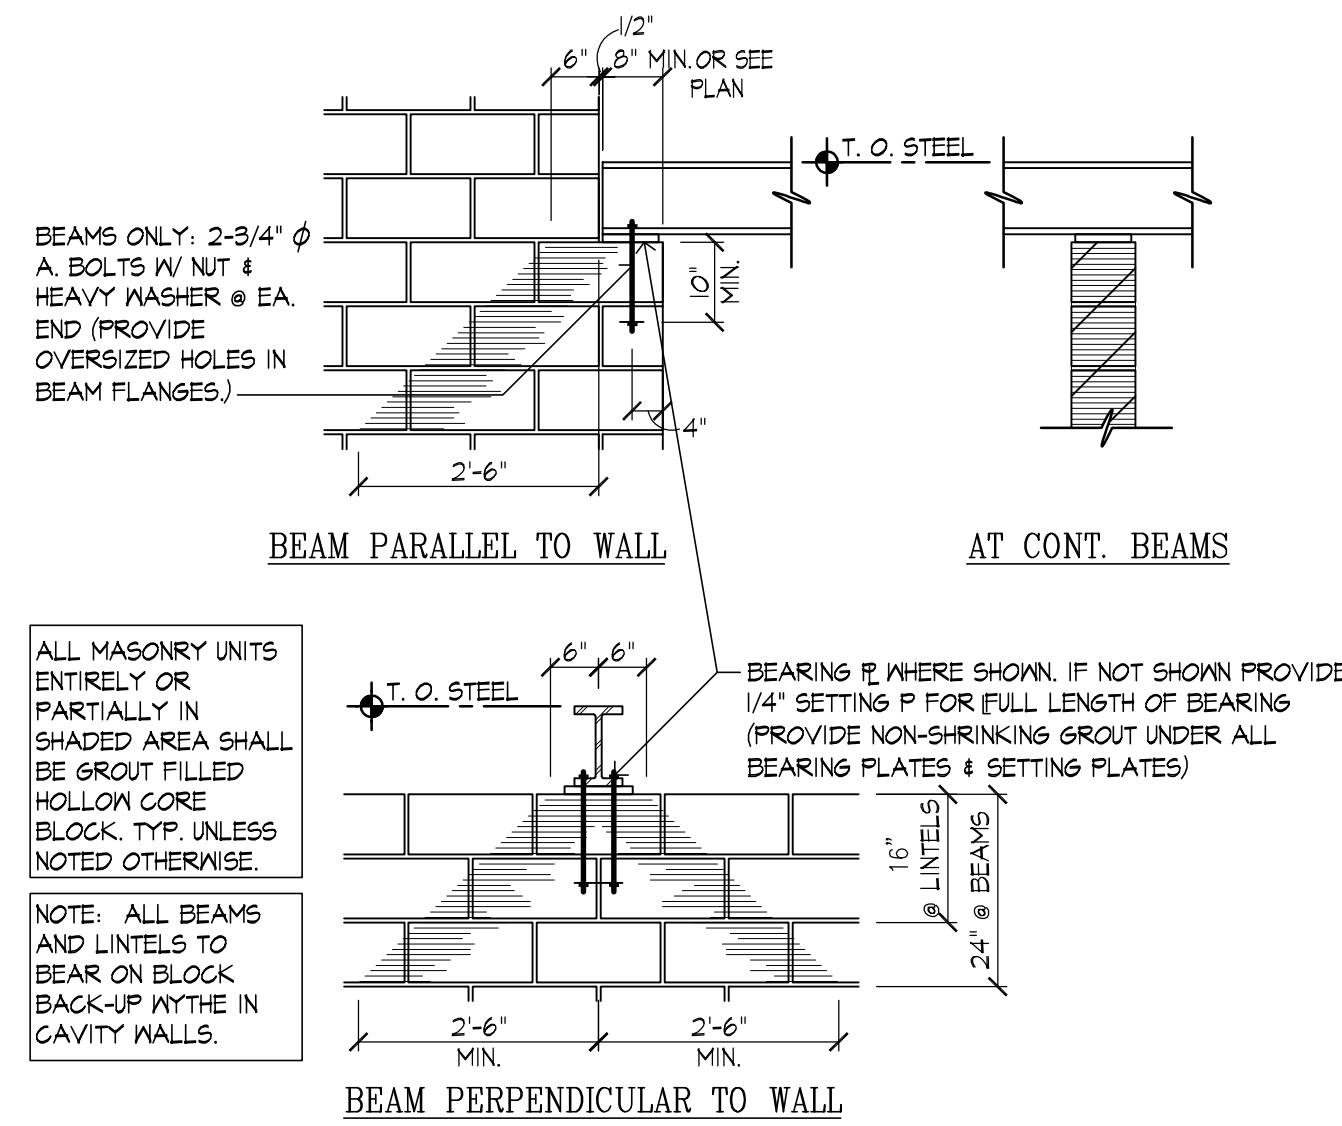 1/2"
6" 8" MIN. OR SEE
PLAN
T. O. STEEL
BEAMS ONLY: 2-3/4" ϕ
A. BOLTS W/ NUT &
HEAVY WASHER @ EA.
END (PROVIDE
OVERSIZED HOLES IN
BEAM FLANGES.)
10"
MIN.
4"
2'-6"
BEAM PARALLEL TO WALL
AT CONT. BEAMS
ALL MASONRY UNITS
ENTIRELY OR
PARTIALLY IN
SHADED AREA SHALL
BE GROUT FILLED
HOLLOW CORE
BLOCK. TYP. UNLESS
NOTED OTHERWISE.
NOTE: ALL BEAMS
AND LINTELS TO
BEAR ON BLOCK
BACK-UP WYTHE IN
CAVITY WALLS.
6" 6"
T. O. STEEL
BEARING PL WHERE SHOWN. IF NOT SHOWN PROVIDE
1/4" SETTING P FOR LFULL LENGTH OF BEARING
(PROVIDE NON-SHRINKING GROUT UNDER ALL
BEARING PLATES & SETTING PLATES)
16"
@ LINTELS
24" @ BEAMS
2'-6" 2'-6"
MIN. MIN.
BEAM PERPENDICULAR TO WALL